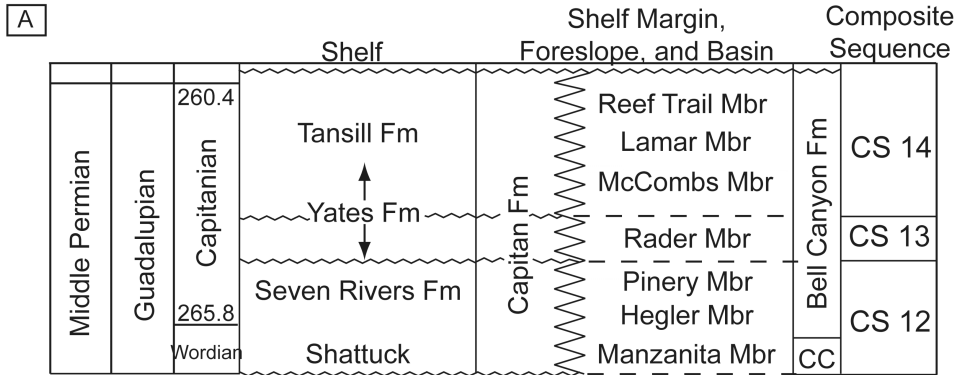 A
Shelf
Shelf Margin,
Foreslope, and Basin
Composite
Sequence
Middle Permian
Guadalupian
260.4
Capitanian
265.8
Wordian
Tansill Fm
Yates Fm
Seven Rivers Fm
Shattuck
Capitan Fm
Reef Trail Mbr
Lamar Mbr
McCombs Mbr
Rader Mbr
Pinery Mbr
Hegler Mbr
Manzanita Mbr
Bell Canyon Fm
CC
CS 14
CS 13
CS 12